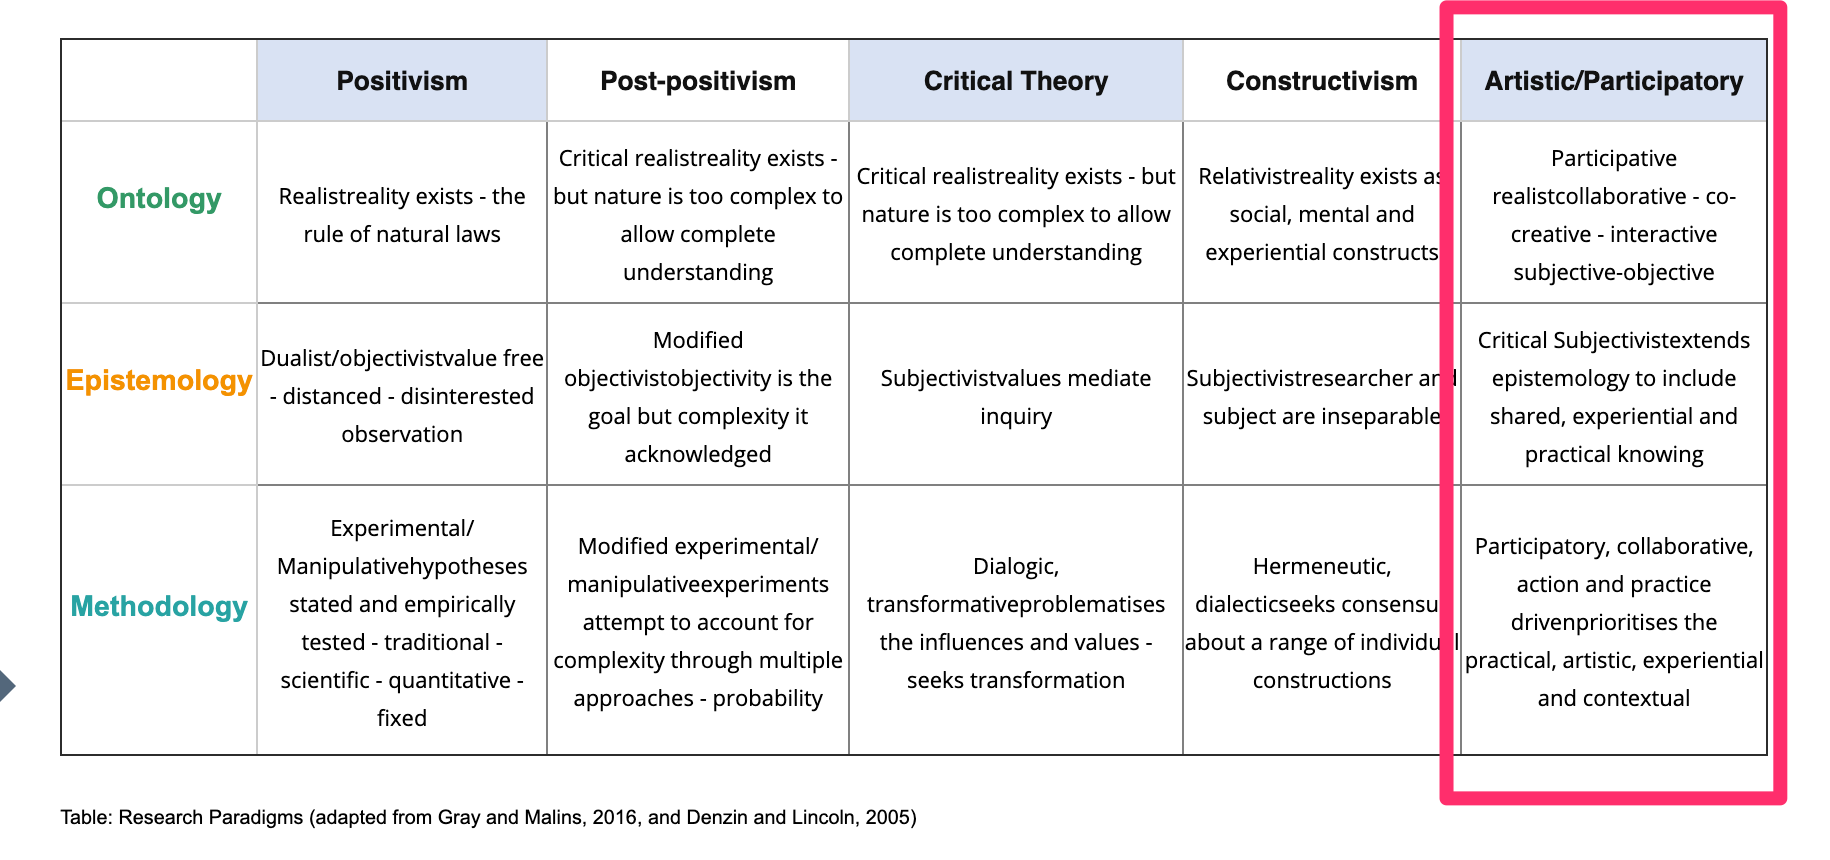 Positivism
Post-positivism
Critical Theory
Constructivism
Artistic/Participatory
Ontology
Realistreality exists - the
rule of natural laws
Critical realistreality exists -
but nature is too complex to
allow complete
understanding
Critical realistreality exists - but
nature is too complex to allow
complete understanding
Relativistreality exists as
social, mental and
experiential constructs
Participative
realistcollaborative - co-
creative - interactive
subjective-objective
Epistemology
Dualist/objectivistvalue free
- distanced - disinterested
observation
Modified
objectivistobjectivity is the
goal but complexity it
acknowledged
Subjectivistvalues mediate
inquiry
Subjectivistresearcher and
subject are inseparable
Critical Subjectivistextends
epistemology to include
shared, experiential and
practical knowing
Methodology
Experimental/
Manipulativehypotheses
stated and empirically
tested - traditional -
scientific - quantitative -
fixed
Modified experimental/
manipulativeexperiments
attempt to account for
complexity through multiple
approaches - probability
Dialogic,
transformativeproblematises
the influences and values -
seeks transformation
Hermeneutic,
dialecticseeks consensus
about a range of individual
constructions
Participatory, collaborative,
action and practice
drivenprioritises the
practical, artistic, experiential
and contextual
Table: Research Paradigms (adapted from Gray and Malins, 2016, and Denzin and Lincoln, 2005)